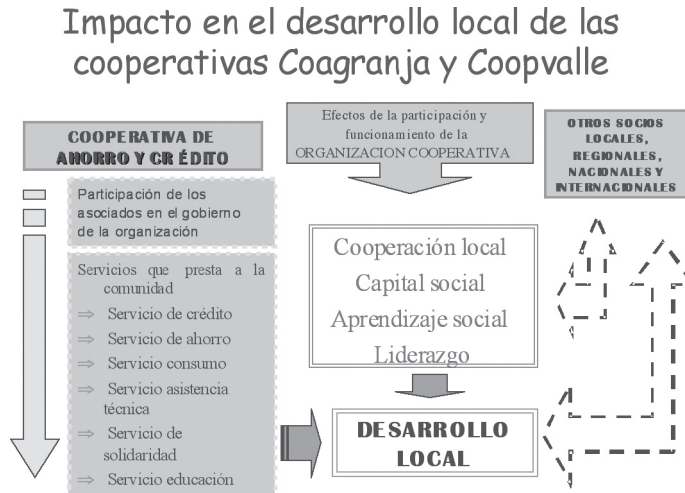 Impacto en el desarrollo local de las
cooperativas Coagranja y Coopvalle
COOPERATIVA DE
AHORRO Y CR ÉDITO
Participación de los
asociados en el gobierno
de la organización
Servicios que presta a la
comunidad
⇒ Servicio de crédito
⇒ Servicio de ahorro
⇒ Servicio consumo
⇒ Servicio asistencia
técnica
⇒ Servicio de
solidaridad
⇒ Servicio educación
Efectos de la participación y
funcionamiento de la
ORGANIZACION COOPERATIVA
Cooperación local
Capital social
Aprendizaje social
Liderazgo
DESARROLLO
LOCAL
OTROS SOCIOS
LOCALES,
REGIONALES,
NACIONALES Y
INTERNACIONALES